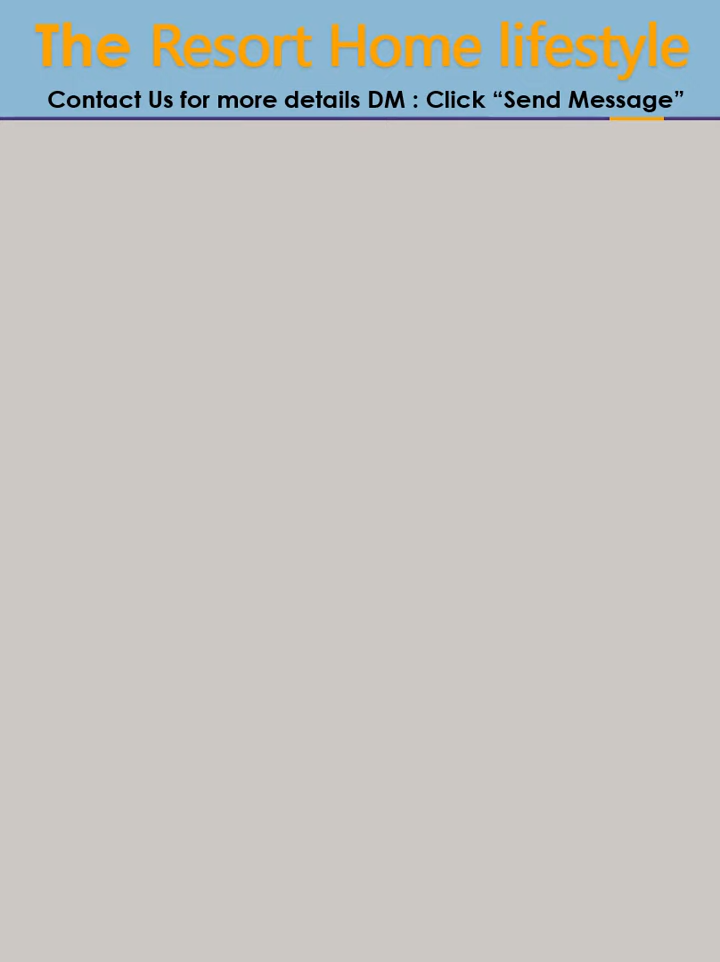 The Resort Home lifestyle
Contact Us for more details DM : Click “Send Message”